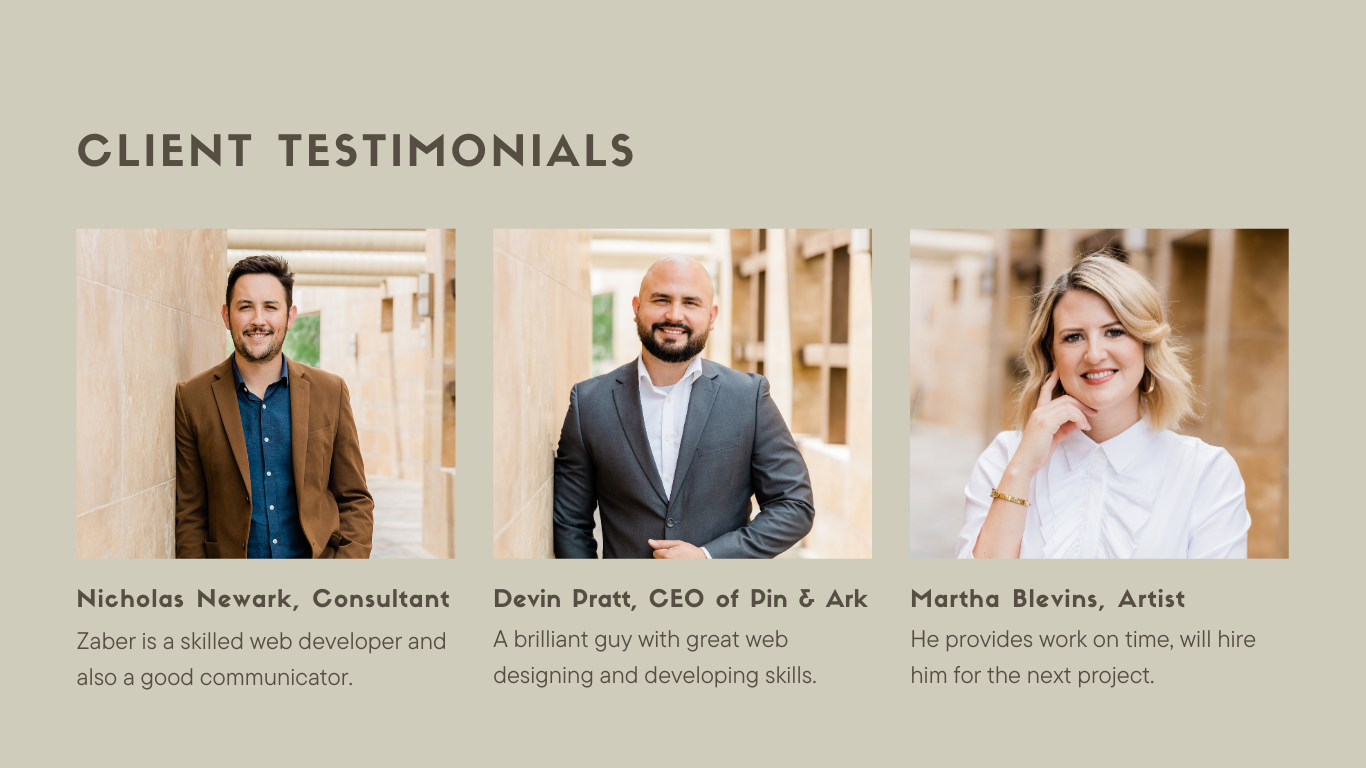 CLIENT TESTIMONIALS
Nicholas Newark, Consultant
Zaber is a skilled web developer and
also a good communicator.
Devin Pratt, CEO of Pin & Ark
A brilliant guy with great web
designing and developing skills.
Martha Blevins, Artist
He provides work on time, will hire
him for the next project.